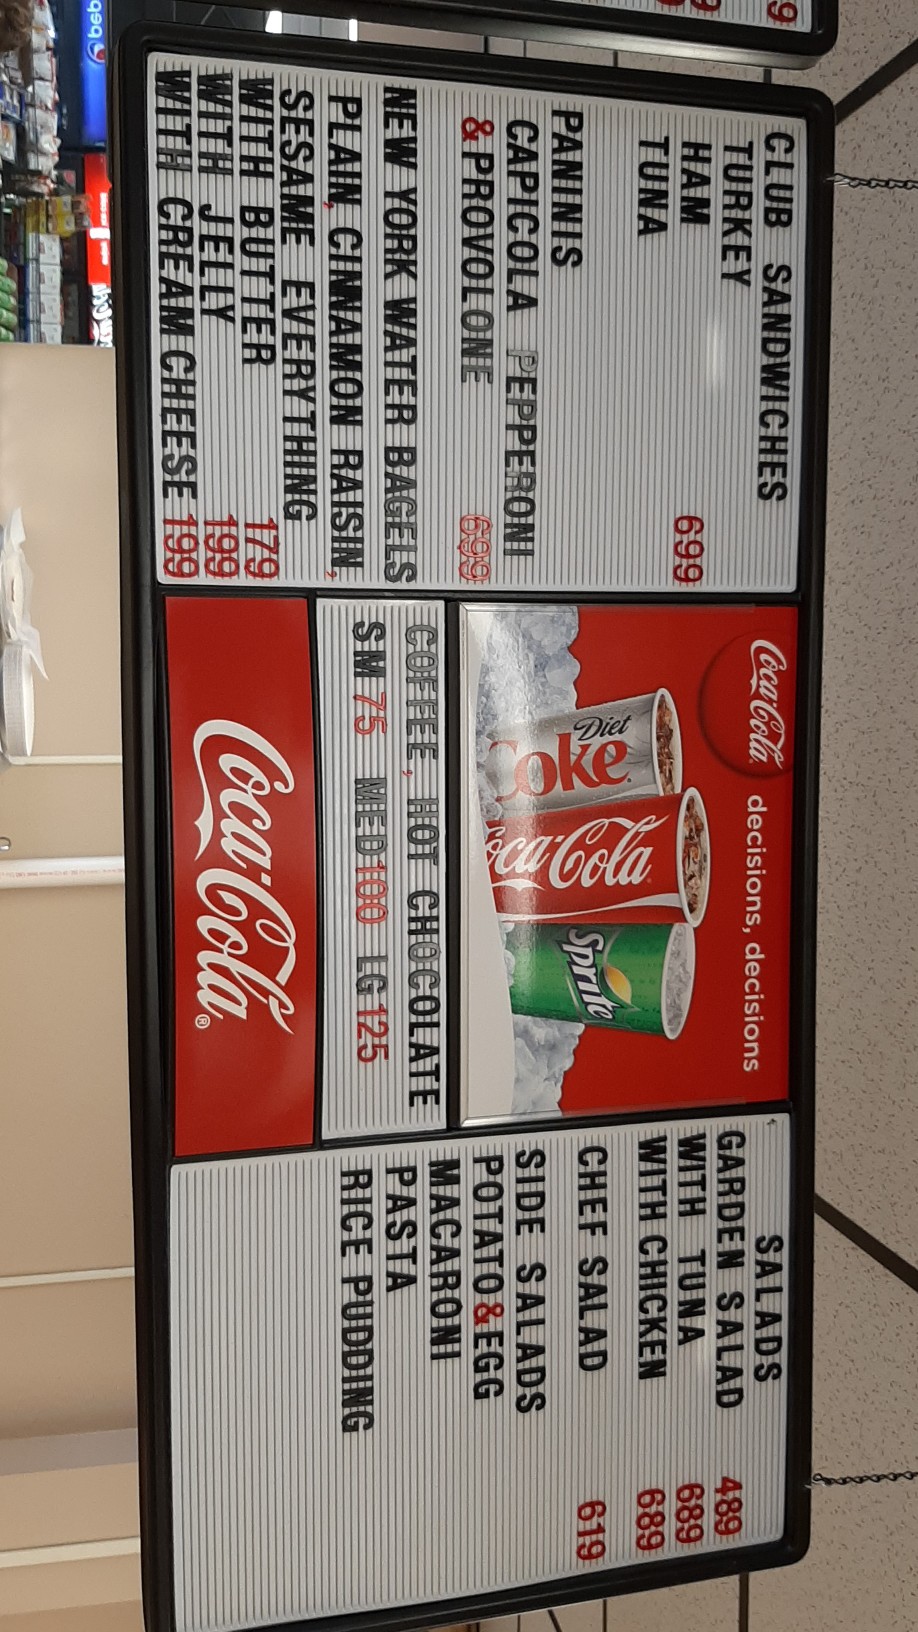 CLUB SANDWICHES
TURKEY
HAM 699
TUNA
PANINIS
CAPICOLA PEPPERONI
& PROVOLONE 699
NEW YORK WATER BAGELS
PLAIN, CINNAMON RAISIN,
SESAME EVERYTHING
WITH BUTTER 179
WITH JELLY 199
WITH CREAM CHEESE 199
Coca-Cola decisions, decisions
Diet
Coke
Coca-Cola
Sprite
COFFEE, HOT CHOCOLATE
SM 75 MED 100 LG 125
Coca-Cola®
SALADS
GARDEN SALAD 489
WITH TUNA 689
WITH CHICKEN 689
CHEF SALAD 619
SIDE SALADS
POTATO & EGG
MACARONI
PASTA
RICE PUDDING